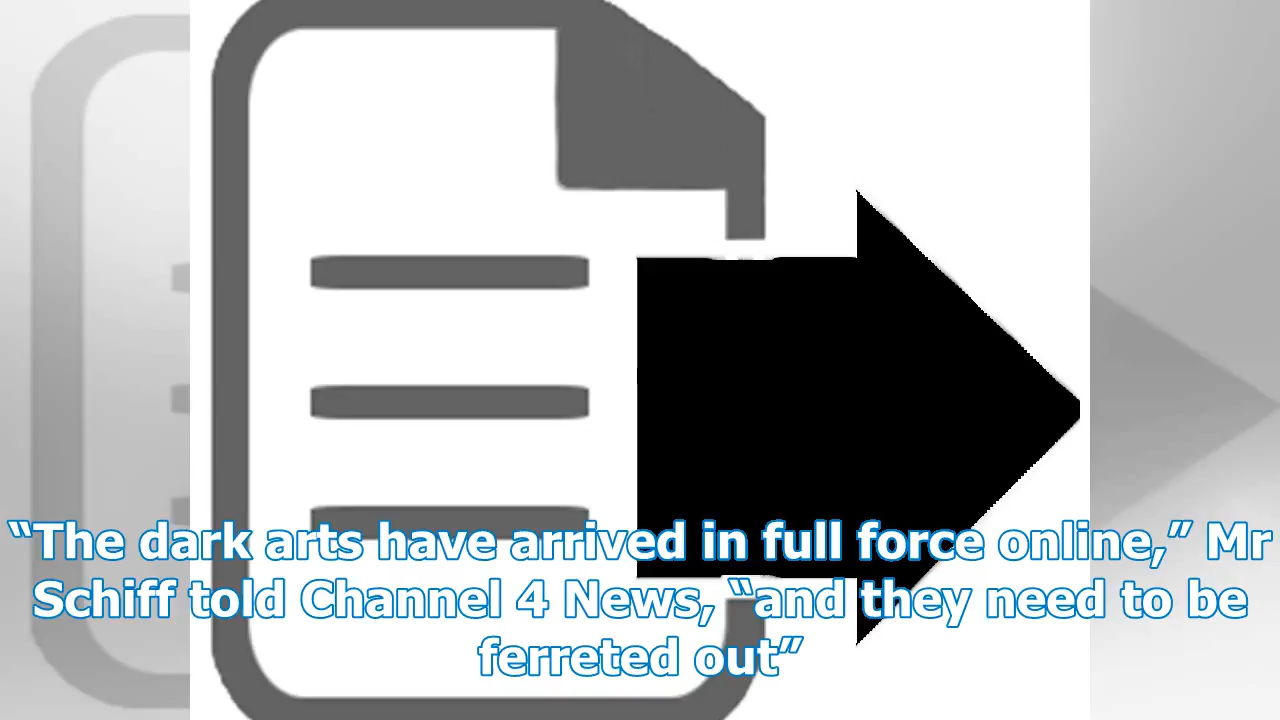 “The dark arts have arrived in full force online,” Mr
Schiff told Channel 4 News, “and they need to be
ferreted out”